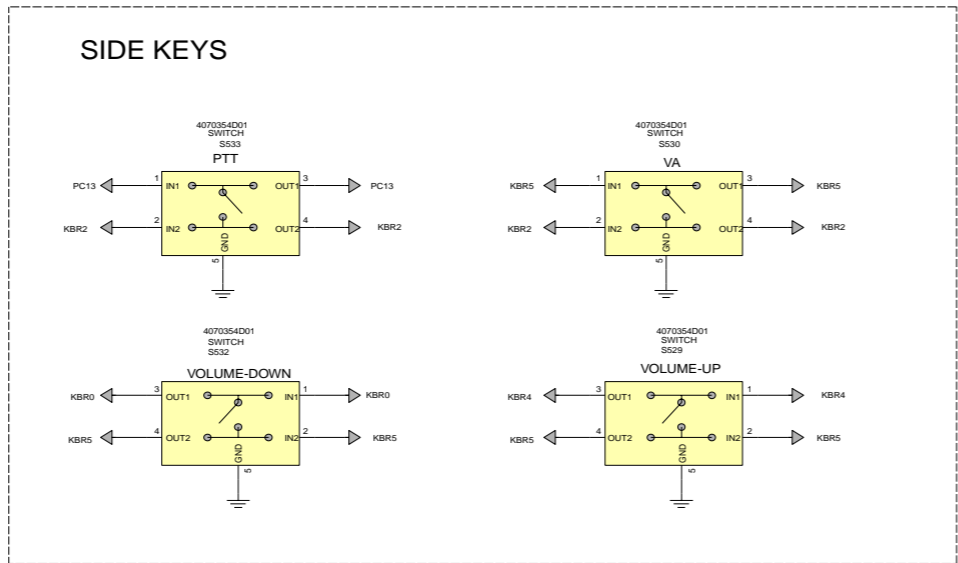 SIDE KEYS
4070354D01
SWITCH
S533
PTT
PC13
1
IN1
OUT1
3
PC13
KBR2
2
IN2
OUT2
4
KBR2
GND
5
4070354D01
SWITCH
S530
VA
KBR5
1
IN1
OUT1
3
KBR5
KBR2
2
IN2
OUT2
4
KBR2
GND
5
4070354D01
SWITCH
S532
VOLUME-DOWN
KBR0
3
OUT1
IN1
1
KBR0
KBR5
4
OUT2
IN2
2
KBR5
GND
5
4070354D01
SWITCH
S529
VOLUME-UP
KBR4
3
OUT1
IN1
1
KBR4
KBR5
4
OUT2
IN2
2
KBR5
GND
5